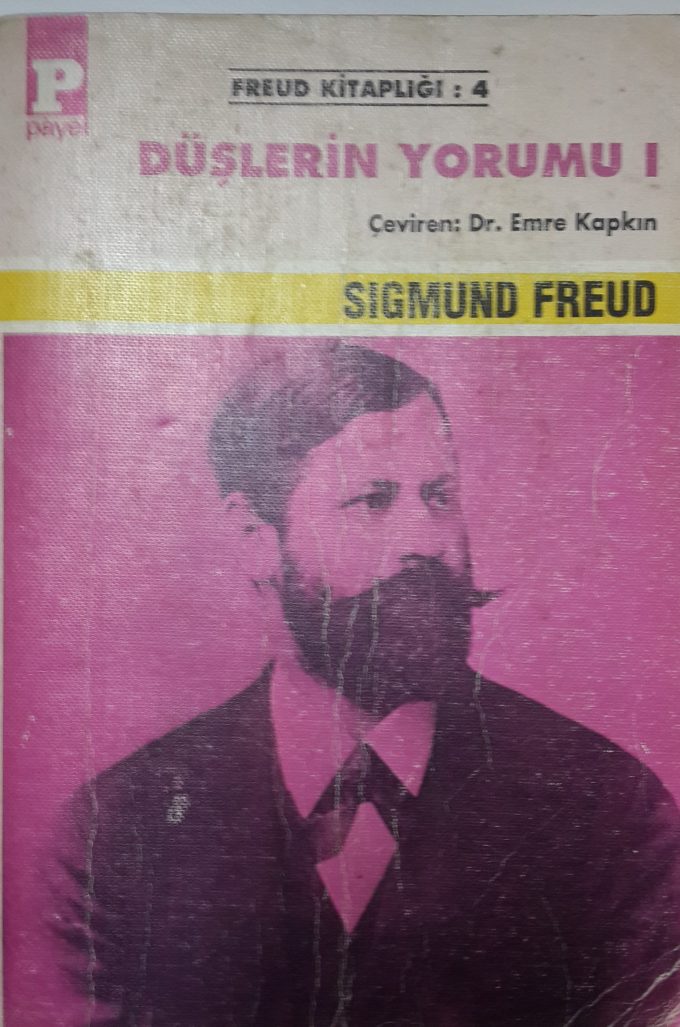 P
payel
FREUD KİTAPLIĞI : 4
DÜŞLERİN YORUMU I
Çeviren: Dr. Emre Kapkın
SIGMUND FREUD